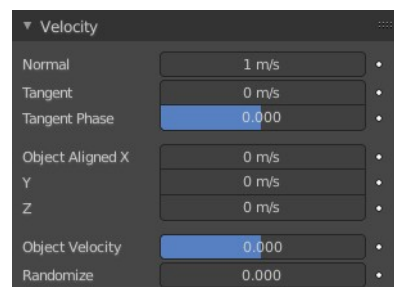 Velocity
Normal 1 m/s
Tangent 0 m/s
Tangent Phase 0.000
Object Aligned X 0 m/s
Y 0 m/s
Z 0 m/s
Object Velocity 0.000
Randomize 0.000